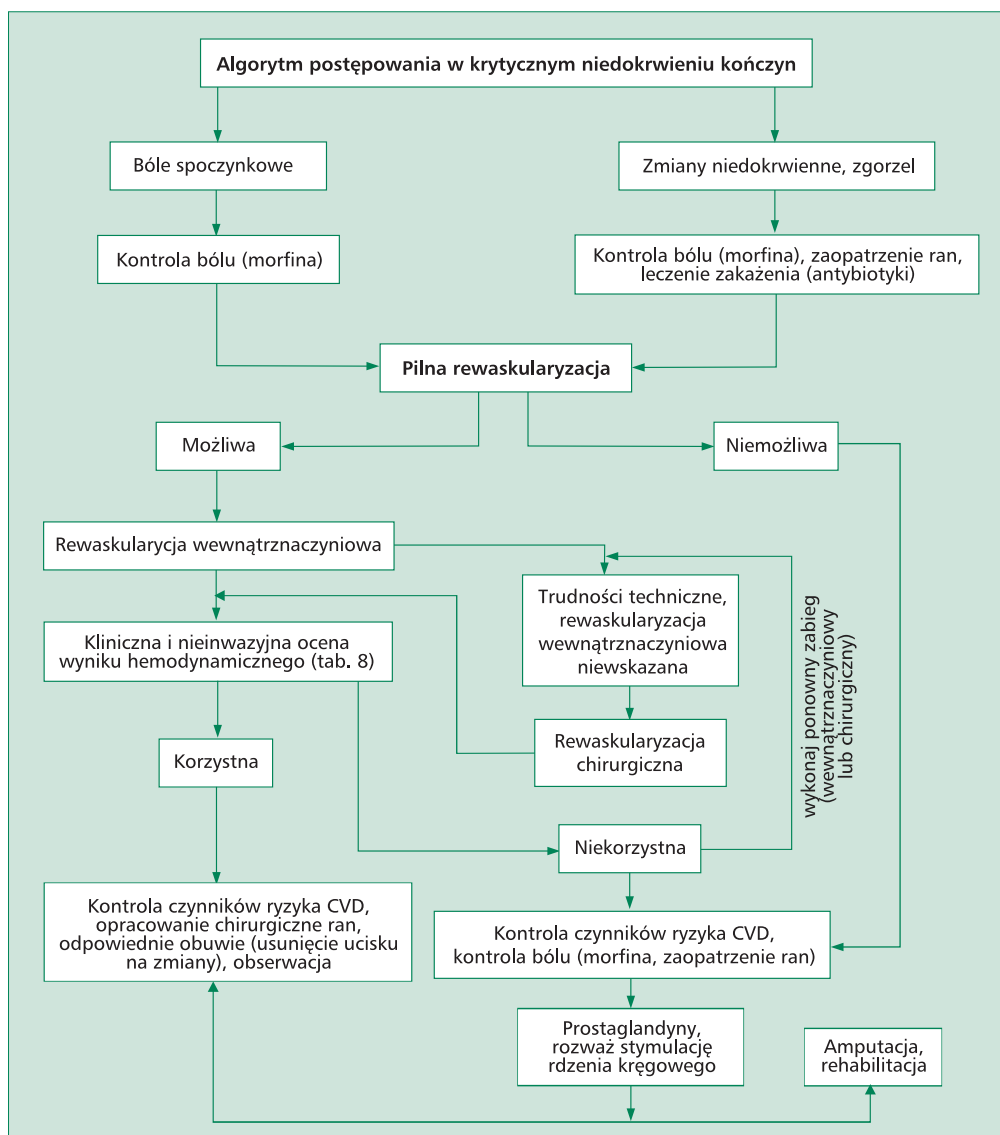 Algorytm postępowania w krytycznym niedokrwieniu kończyn
Bóle spoczynkowe
Zmiany niedokrwienne, zgorzel
Kontrola bólu (morfina)
Kontrola bólu (morfina), zaopatrzenie ran,
leczenie zakażenia (antybiotyki)
Pilna rewaskularyzacja
Możliwa
Niemożliwa
Rewaskularycja wewnątrznaczyniowa
Trudności techniczne,
rewaskularyzacja
wewnątrznaczyniowa
niewskazana
wykonaj ponowny zabieg
(wewnątrznaczyniowy
lub chirurgiczny)
Kliniczna i nieinwazyjna ocena
wyniku hemodynamicznego (tab. 8)
Rewaskularyzacja
chirurgiczna
Korzystna
Niekorzystna
Kontrola czynników ryzyka CVD,
opracowanie chirurgiczne ran,
odpowiednie obuwie (usunięcie ucisku
na zmiany), obserwacja
Kontrola czynników ryzyka CVD,
kontrola bólu (morfina, zaopatrzenie ran)
Prostaglandyny,
rozważ stymulację
rdzenia kręgowego
Amputacja,
rehabilitacja